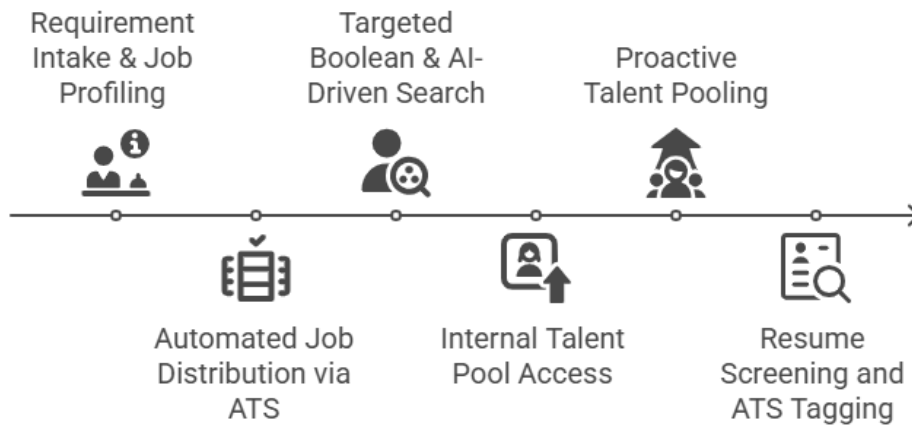 Requirement
Intake & Job
Profiling
Automated Job
Distribution via
ATS
Targeted
Boolean & AI-
Driven Search
Internal Talent
Pool Access
Proactive
Talent Pooling
Resume
Screening and
ATS Tagging